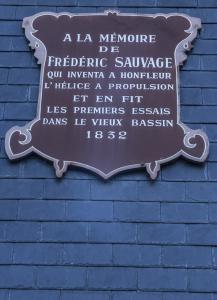 A LA MÉMOIRE
DE
FRÉDÉRIC SAUVAGE
QUI INVENTA A HONFLEUR
L'HÉLICE A PROPULSION
ET EN FIT
LES PREMIERS ESSAIS
DANS LE VIEUX BASSIN
1832